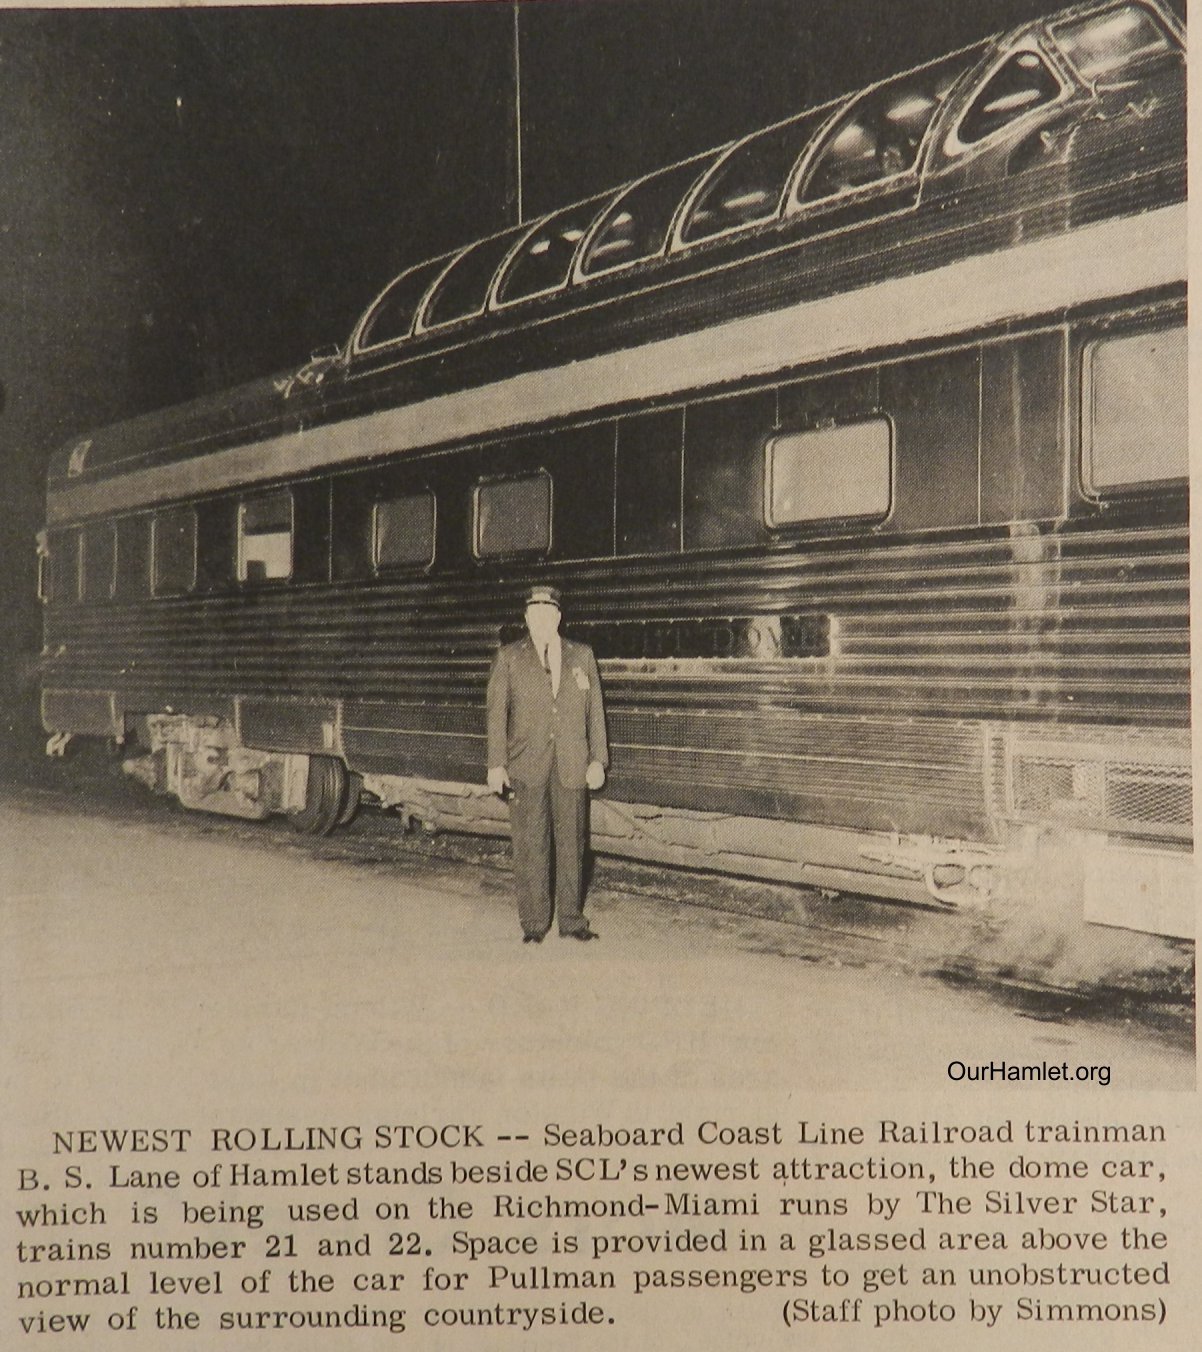 OurHamlet.org
NEWEST ROLLING STOCK -- Seaboard Coast Line Railroad trainman
B. S. Lane of Hamlet stands beside SCL's newest attraction, the dome car,
which is being used on the Richmond-Miami runs by The Silver Star,
trains number 21 and 22. Space is provided in a glassed area above the
normal level of the car for Pullman passengers to get an unobstructed
view of the surrounding countryside. (Staff photo by Simmons)